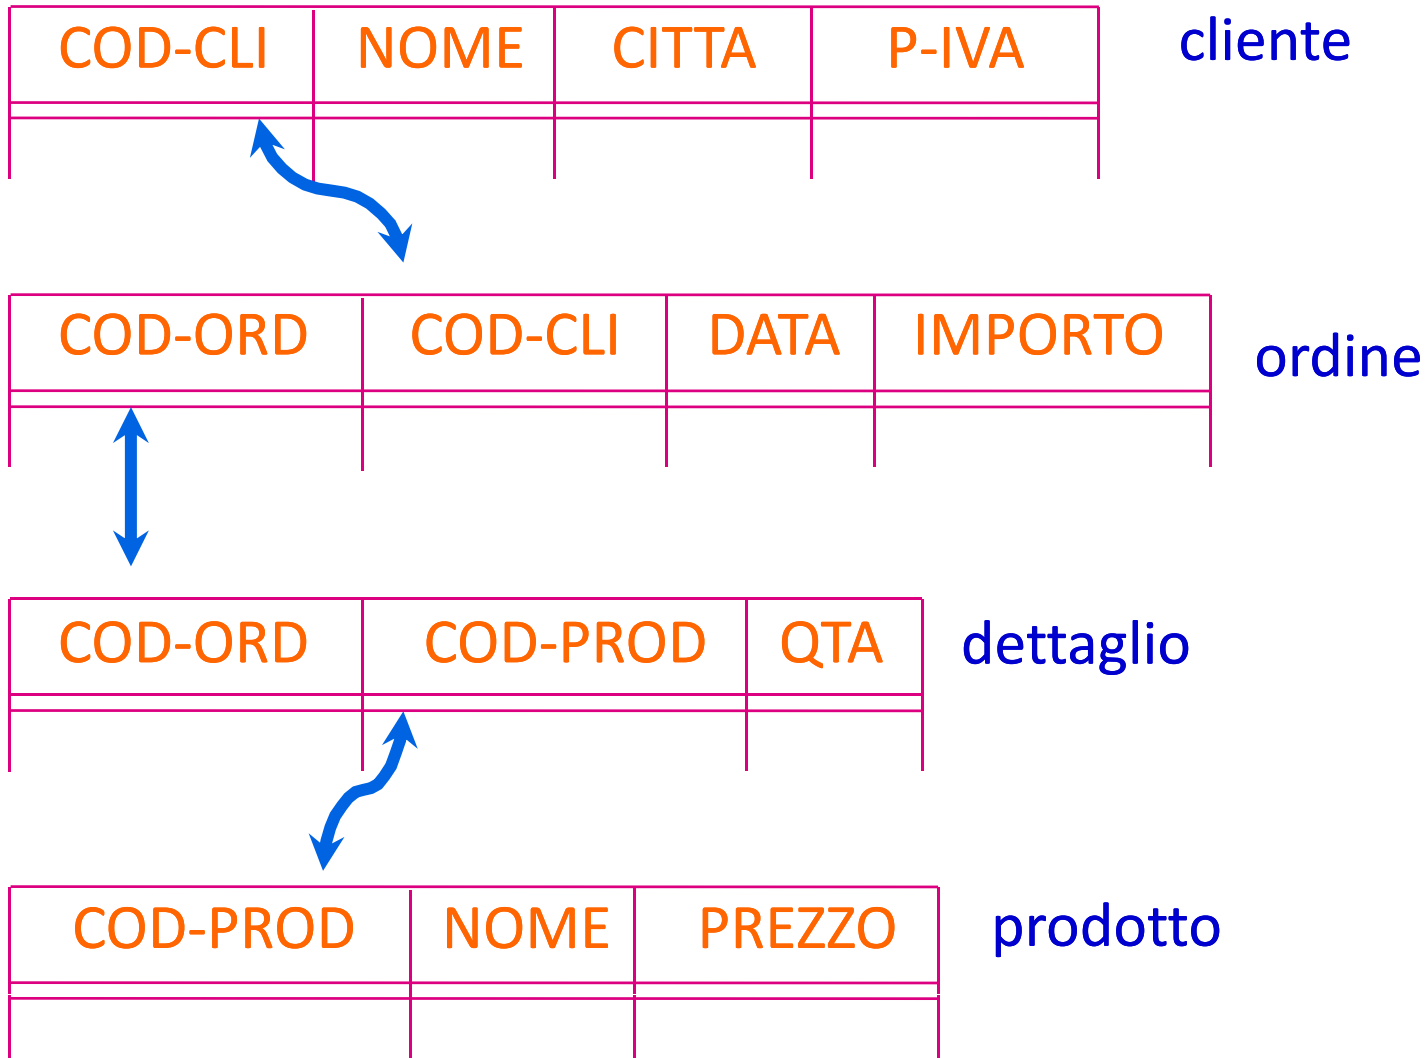 COD-CLI NOME CITTA P-IVA cliente
COD-ORD COD-CLI DATA IMPORTO ordine
COD-ORD COD-PROD QTA dettaglio
COD-PROD NOME PREZZO prodotto